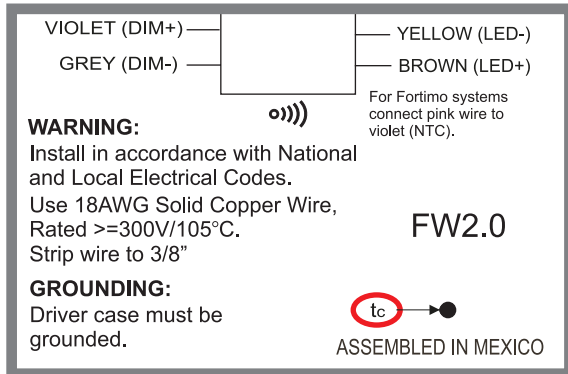 VIOLET (DIM+)
GREY (DIM-)
YELLOW (LED-)
BROWN (LED+)
For Fortimo systems
connect pink wire to
violet (NTC).
WARNING:
Install in accordance with National
and Local Electrical Codes.
Use 18AWG Solid Copper Wire,
Rated >=300V/105°C.
Strip wire to 3/8”
FW2.0
GROUNDING:
Driver case must be
grounded.
tc
ASSEMBLED IN MEXICO